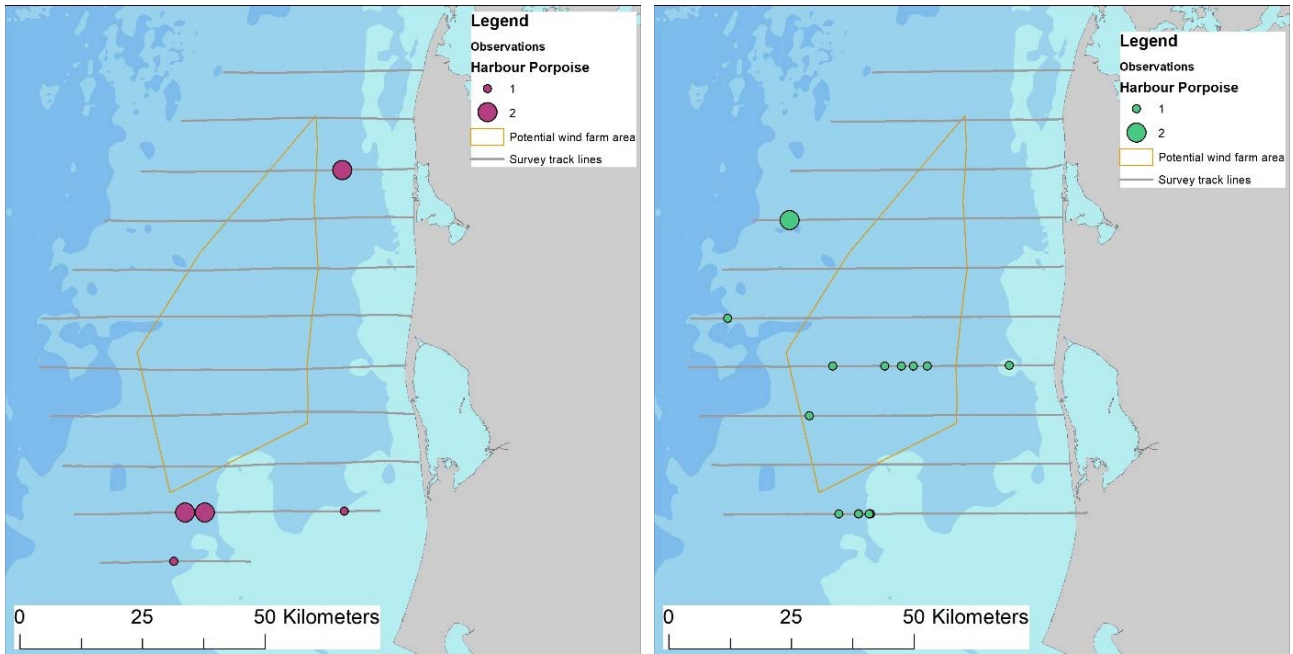 Legend
Observations
Harbour Porpoise
1
2
Potential wind farm area
Survey track lines
0 25 50 Kilometers
Legend
Observations
Harbour Porpoise
1
2
Potential wind farm area
Survey track lines
0 25 50 Kilometers